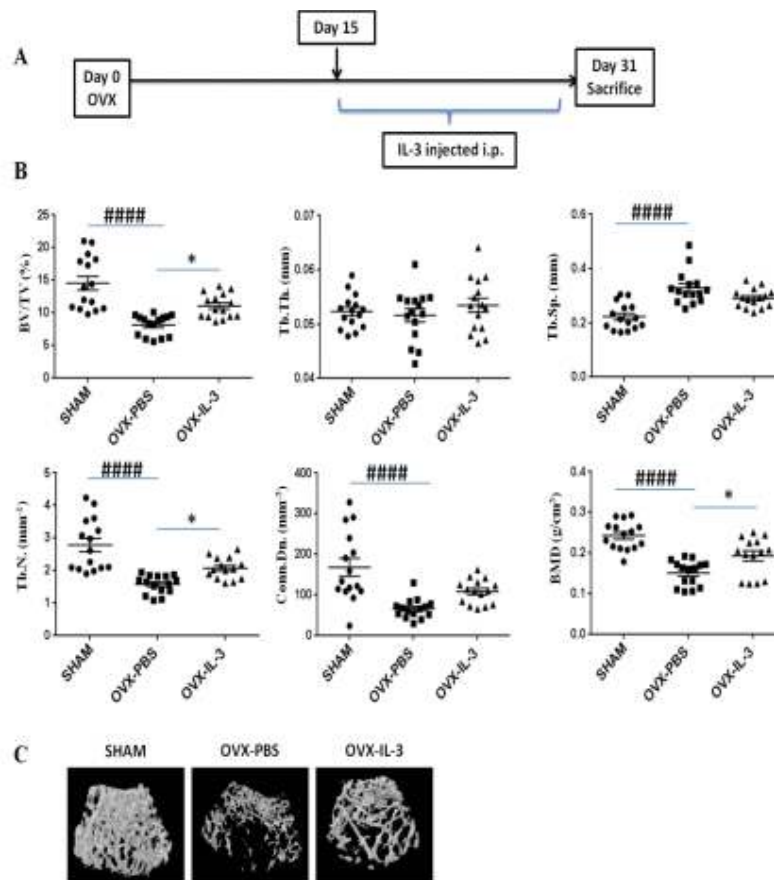 A
Day 0
OVX
Day 15
Day 31
Sacrifice
IL-3 injected i.p.
B
####
*
BV/TV (%)
25
20
15
10
5
0
SHAM
OVX-PBS
OVX-IL-3
Tb.Th. (mm)
0.07
0.06
0.05
0.04
SHAM
OVX-PBS
OVX-IL-3
####
Tb.Sp. (mm)
0.6
0.4
0.2
0.0
SHAM
OVX-PBS
OVX-IL-3
####
*
Tb.N. (mm⁻¹)
5
4
3
2
1
0
SHAM
OVX-PBS
OVX-IL-3
####
Conn.Dn. (mm⁻³)
400
300
200
100
0
SHAM
OVX-PBS
OVX-IL-3
####
*
BMD (g/cm³)
0.4
0.3
0.2
0.1
0.0
SHAM
OVX-PBS
OVX-IL-3
C
SHAM
OVX-PBS
OVX-IL-3